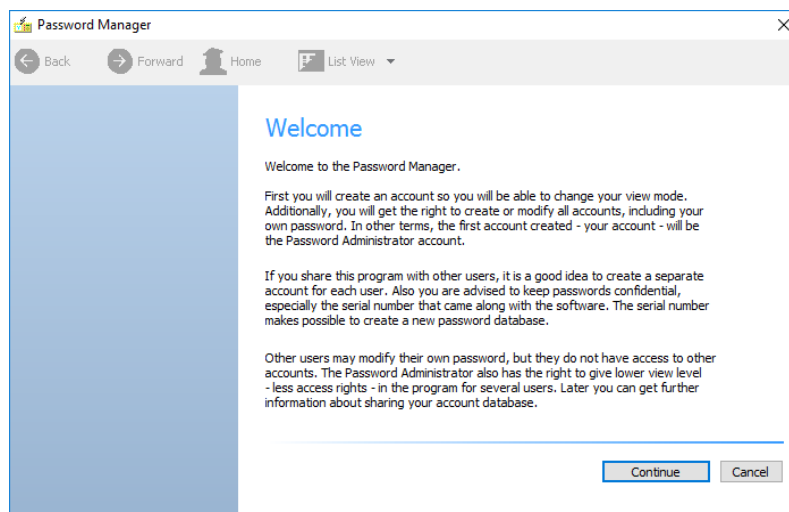 Password Manager
Back Forward Home List View
Welcome
Welcome to the Password Manager.
First you will create an account so you will be able to change your view mode.
Additionally, you will get the right to create or modify all accounts, including your
own password. In other terms, the first account created - your account - will be
the Password Administrator account.
If you share this program with other users, it is a good idea to create a separate
account for each user. Also you are advised to keep passwords confidential,
especially the serial number that came along with the software. The serial number
makes possible to create a new password database.
Other users may modify their own password, but they do not have access to other
accounts. The Password Administrator also has the right to give lower view level
- less access rights - in the program for several users. Later you can get further
information about sharing your account database.
Continue Cancel